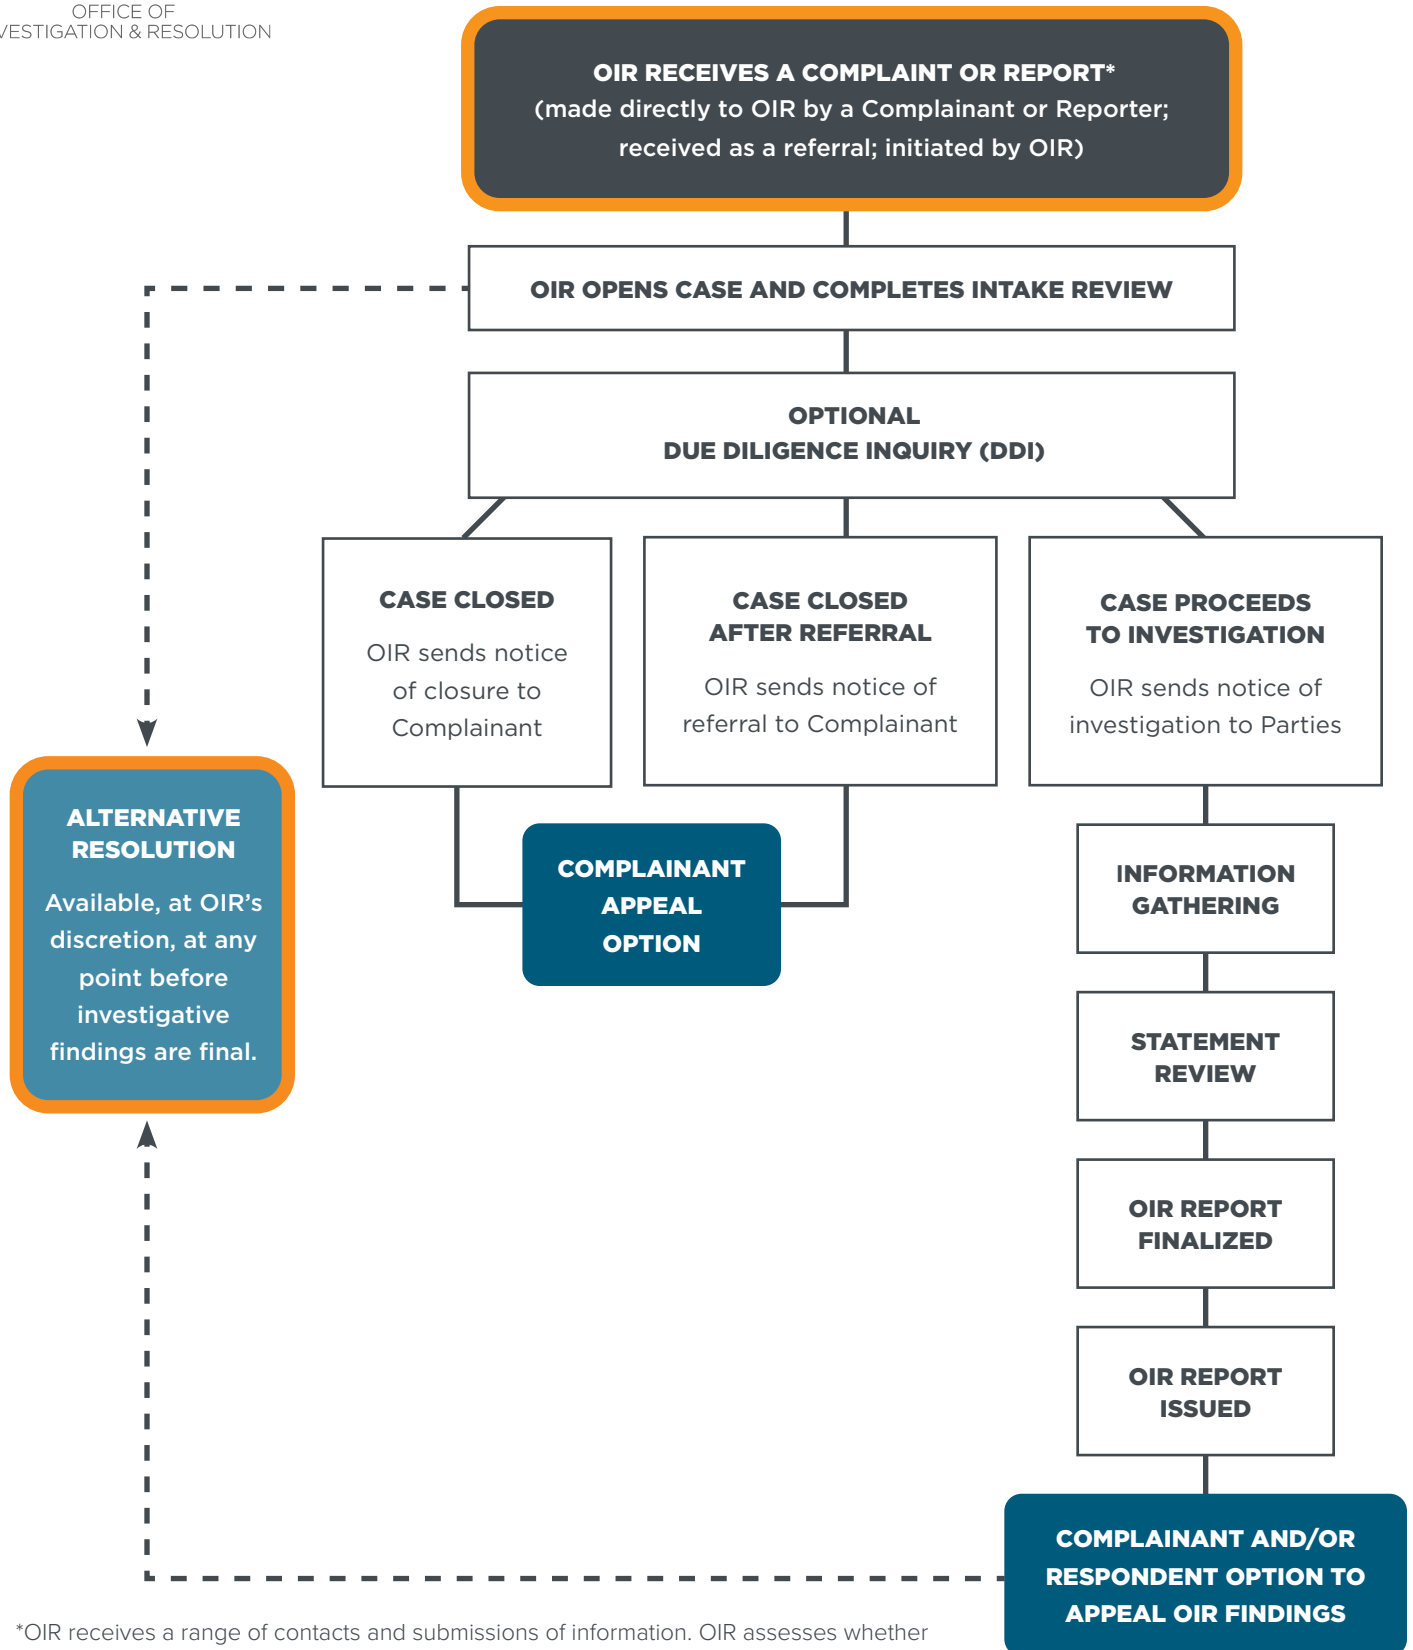 OFFICE OF
& RESOLUTION
OIR RECEIVES A COMPLAINT OR REPORT*
(made directly to OIR by a Complainant or Reporter;
received as a referral; initiated by OIR)
OIR OPENS CASE AND COMPLETES INTAKE REVIEW
OPTIONAL
DUE DILIGENCE INQUIRY (DDI)
CASE CLOSED
OIR sends notice
of closure to
Complainant
CASE CLOSED
AFTER REFERRAL
OIR sends notice of
referral to Complainant
CASE PROCEEDS
TO INVESTIGATION
OIR sends notice of
investigation to Parties
ALTERNATIVE
RESOLUTION
Available, at OIR’s
discretion, at any
point before
investigative
findings are final.
COMPLAINANT
APPEAL
OPTION
INFORMATION
GATHERING
STATEMENT
REVIEW
OIR REPORT
FINALIZED
OIR REPORT
ISSUED
COMPLAINANT AND/OR
RESPONDENT OPTION TO
APPEAL OIR FINDINGS
*OIR receives a range of contacts and submissions of information. OIR assesses whether